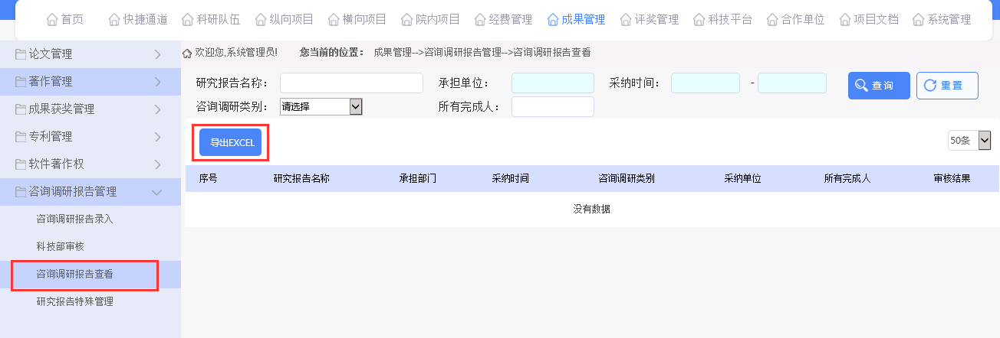 首页 快捷通道 科研队伍 纵向项目 横向项目 院内项目 经费管理 成果管理 评奖管理 科技平台 合作单位 项目文档 系统管理
论文管理
著作管理
成果获奖管理
专利管理
软件著作权
咨询调研报告管理
咨询调研报告录入
科技部审核
咨询调研报告查看
研究报告特殊管理
欢迎您,系统管理员! 您当前的位置： 成果管理-->咨询调研报告管理-->咨询调研报告查看
研究报告名称： 承担单位： 采纳时间： - 查询 重置
咨询调研类别： 请选择 所有完成人：
导出EXCEL 50条
序号 研究报告名称 承担部门 采纳时间 咨询调研类别 采纳单位 所有完成人 审核结果
没有数据